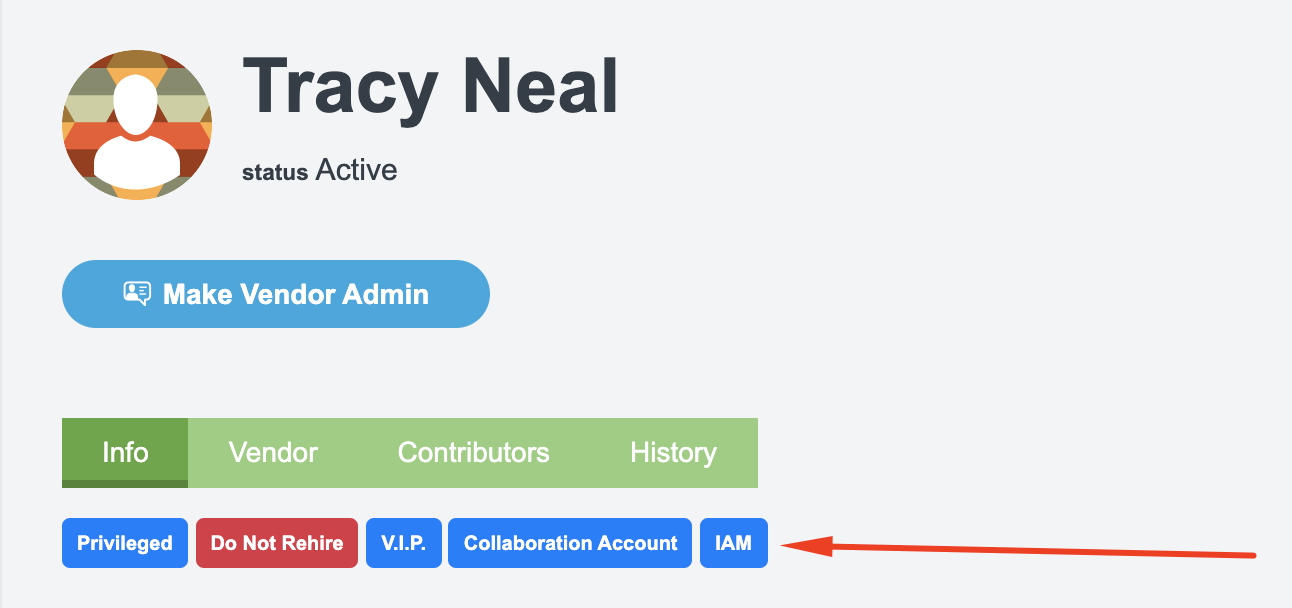 Tracy Neal
status Active
Make Vendor Admin
Info Vendor Contributors History
Privileged Do Not Rehire V.I.P. Collaboration Account IAM